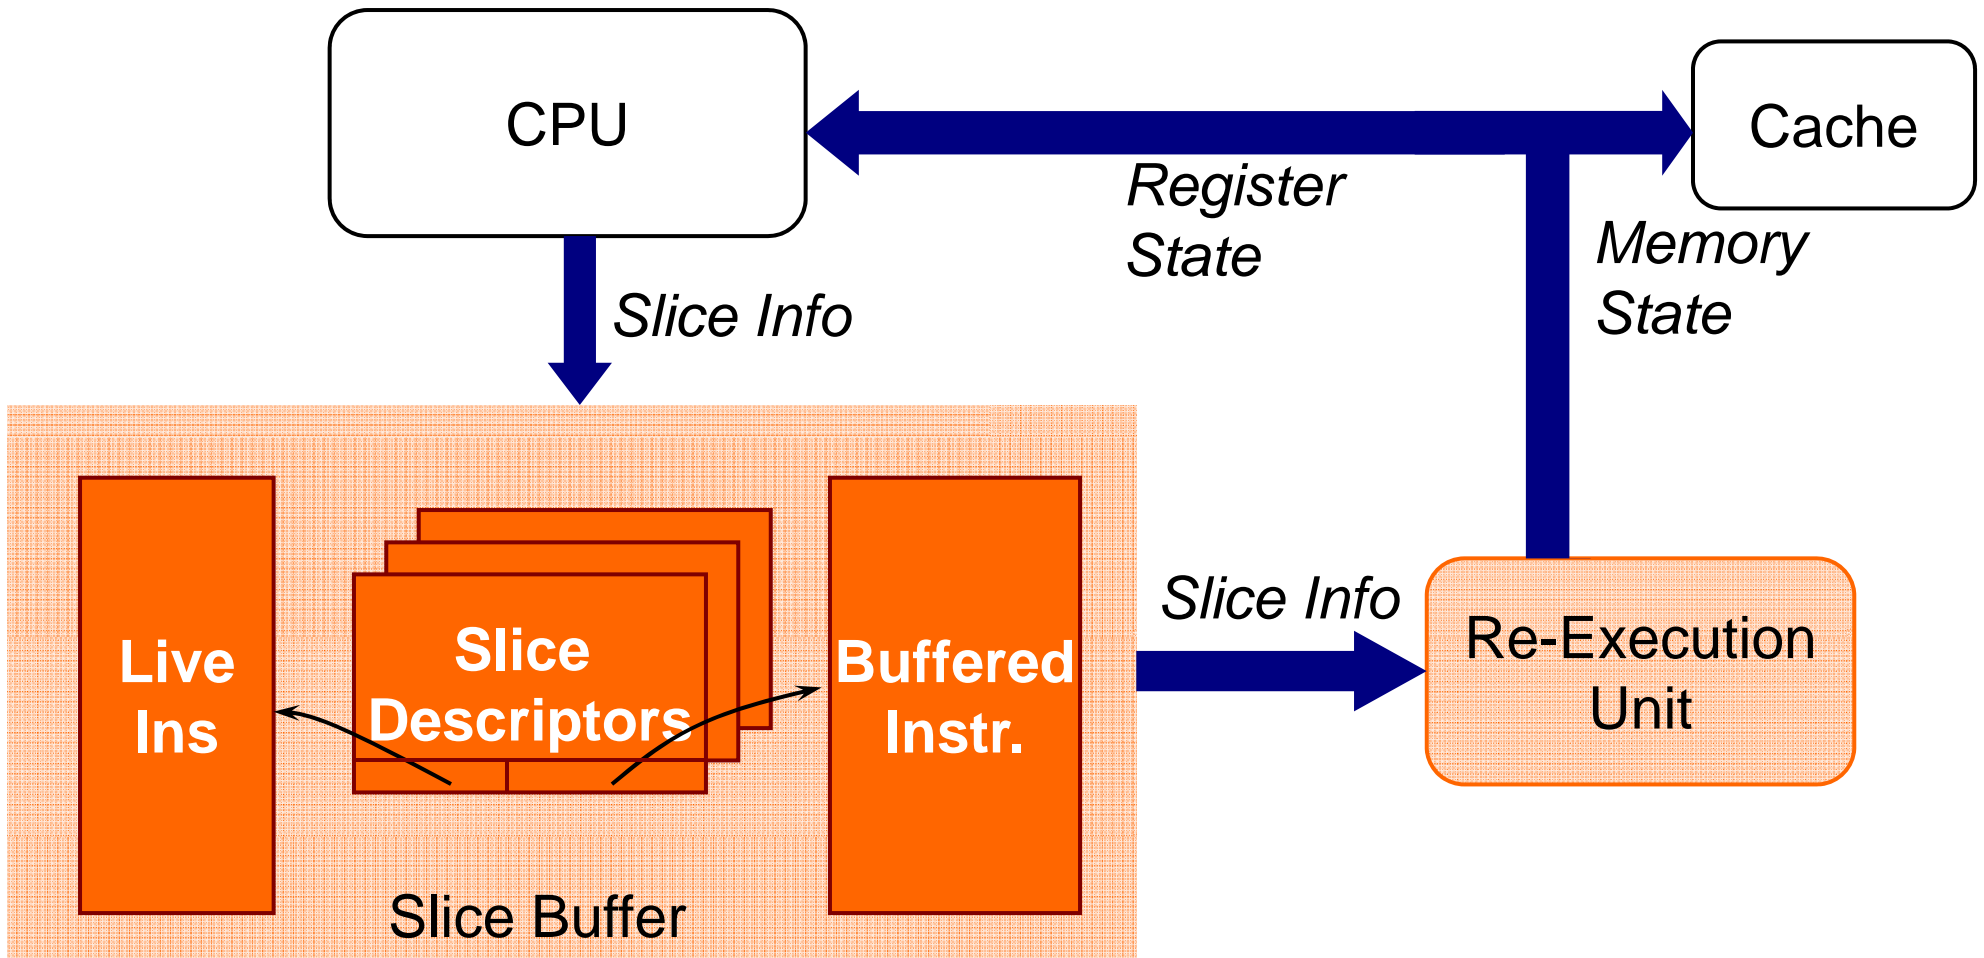 CPU
Cache
Register
State
Memory
State
Slice Info
Live
Ins
Slice
Descriptors
Buffered
Instr.
Slice Buffer
Slice Info
Re-Execution
Unit